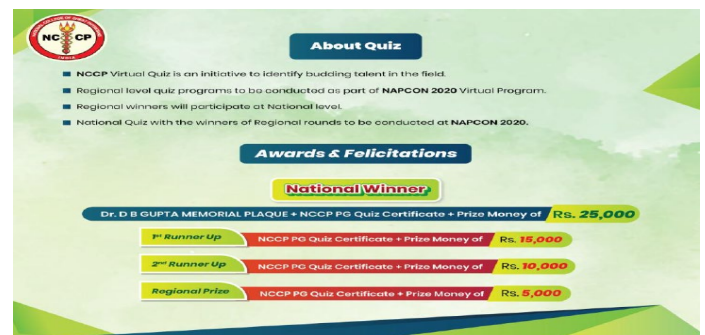 NC CP
INDIA
About Quiz
NCCP Virtual Quiz is an initiative to identify budding talent in the field.
Regional level quiz programs to be conducted as part of NAPCON 2020 Virtual Program.
Regional winners will participate at National level.
National Quiz with the winners of Regional rounds to be conducted at NAPCON 2020.
Awards & Felicitations
National Winner
Dr. D B GUPTA MEMORIAL PLAQUE + NCCP PG Quiz Certificate + Prize Money of Rs. 25,000
1st Runner Up NCCP PG Quiz Certificate + Prize Money of Rs. 15,000
2nd Runner Up NCCP PG Quiz Certificate + Prize Money of Rs. 10,000
Regional Prize NCCP PG Quiz Certificate + Prize Money of Rs. 5,000